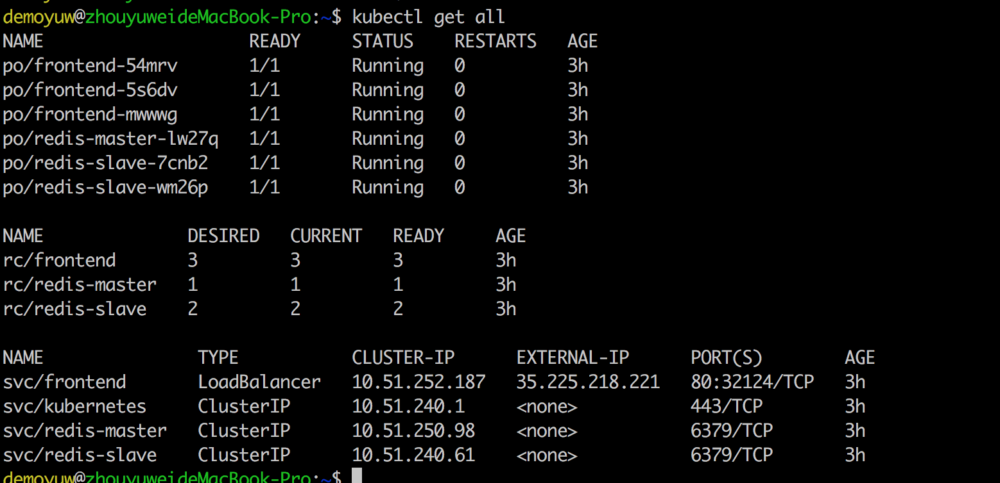 demoyuw@zhouyuweideMacBook-Pro:~$ kubectl get all
NAME READY STATUS RESTARTS AGE
po/frontend-54mrv 1/1 Running 0 3h
po/frontend-5s6dv 1/1 Running 0 3h
po/frontend-mwwwg 1/1 Running 0 3h
po/redis-master-lw27q 1/1 Running 0 3h
po/redis-slave-7cnb2 1/1 Running 0 3h
po/redis-slave-wm26p 1/1 Running 0 3h
NAME DESIRED CURRENT READY AGE
rc/frontend 3 3 3 3h
rc/redis-master 1 1 1 3h
rc/redis-slave 2 2 2 3h
NAME TYPE CLUSTER-IP EXTERNAL-IP PORT(S) AGE
svc/frontend LoadBalancer 10.51.252.187 35.225.218.221 80:32124/TCP 3h
svc/kubernetes ClusterIP 10.51.240.1 <none> 443/TCP 3h
svc/redis-master ClusterIP 10.51.250.98 <none> 6379/TCP 3h
svc/redis-slave ClusterIP 10.51.240.61 <none> 6379/TCP 3h
demoyuw@zhouyuweideMacBook-Pro:~$